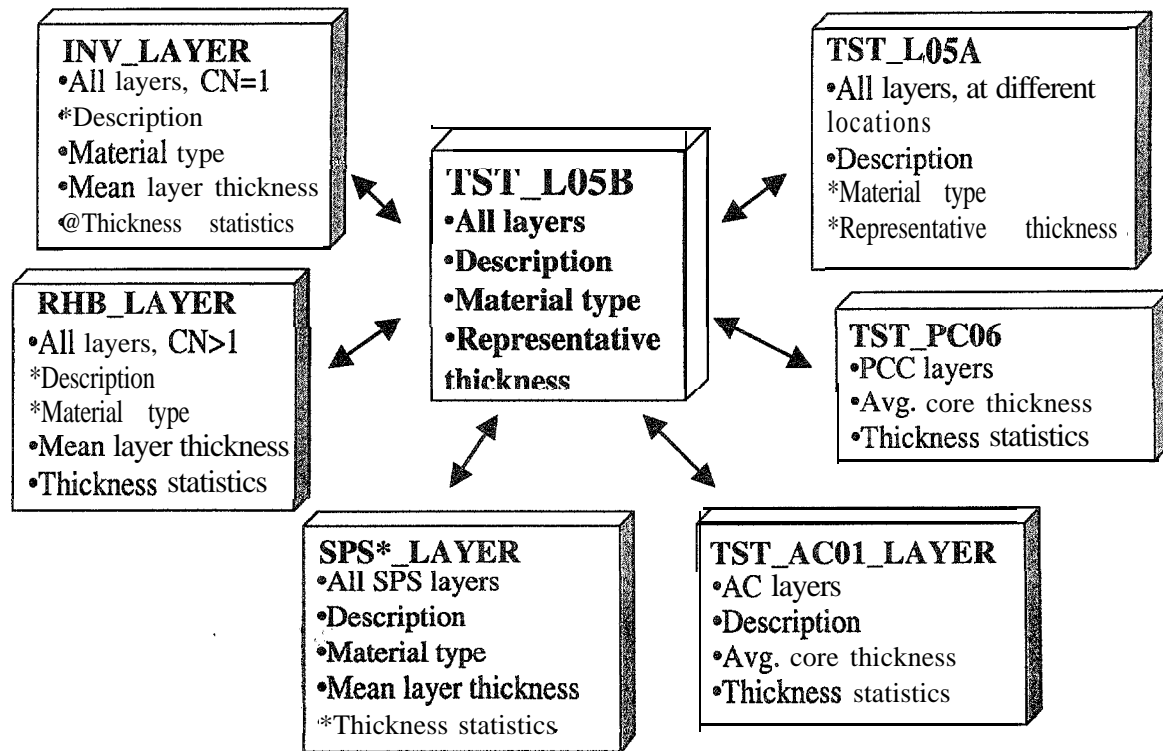 INV_LAYER
•All layers, CN=1
*Description
•Material type
•Mean layer thickness
@Thickness statistics
TST_L05A
•All layers, at different
locations
•Description
*Material type
*Representative thickness
TST_L05B
•All layers
•Description
•Material type
•Representative
thickness
RHB_LAYER
•All layers, CN>1
*Description
*Material type
•Mean layer thickness
•Thickness statistics
TST_PC06
•PCC layers
•Avg. core thickness
•Thickness statistics
SPS*_LAYER
•All SPS layers
•Description
•Material type
•Mean layer thickness
*Thickness statistics
TST_AC01_LAYER
•AC layers
•Description
•Avg. core thickness
•Thickness statistics